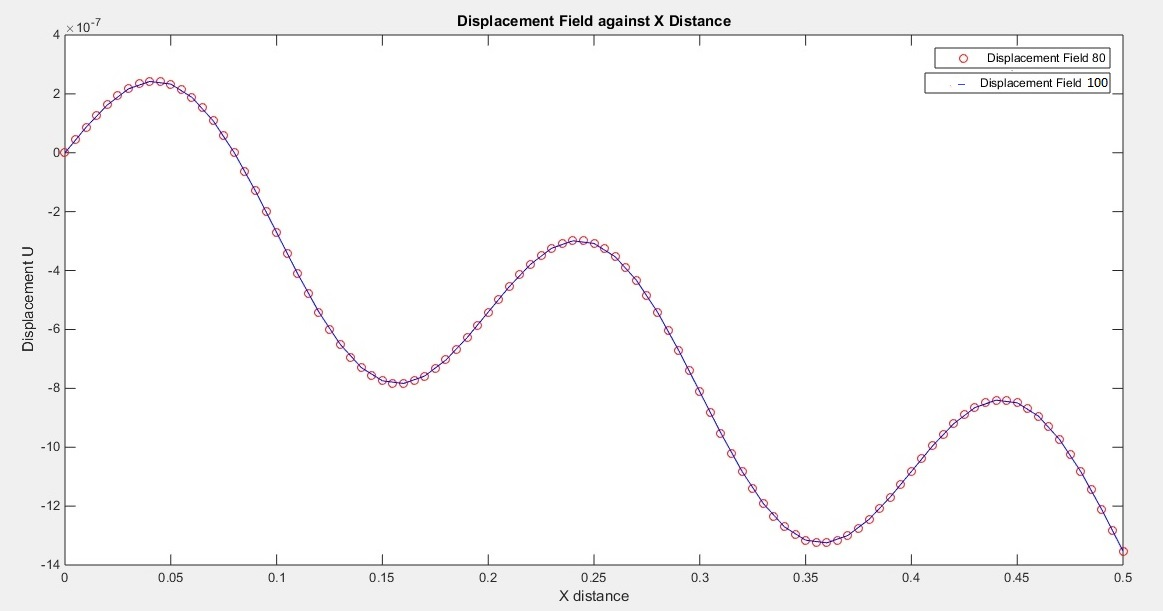 Displacement Field against X Distance
×10-7
Displacement Field 80
Displacement Field 100
4
2
0
-2
-4
-6
-8
-10
-12
-14
Displacement U
0 0.05 0.1 0.15 0.2 0.25 0.3 0.35 0.4 0.45 0.5
X distance